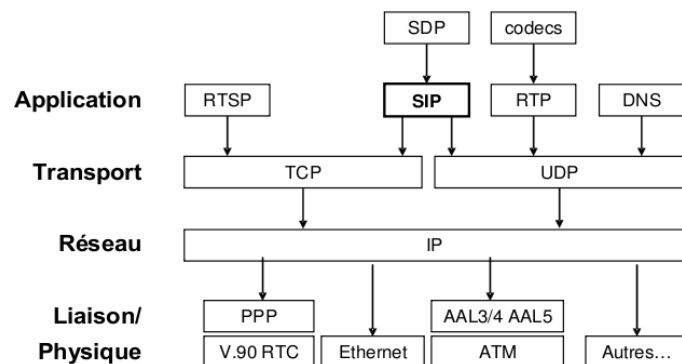 SDP codecs
Application RTSP SIP RTP DNS
Transport TCP UDP
Réseau IP
Liaison/ PPP AAL3/4 AAL5
Physique V.90 RTC Ethernet ATM Autres…